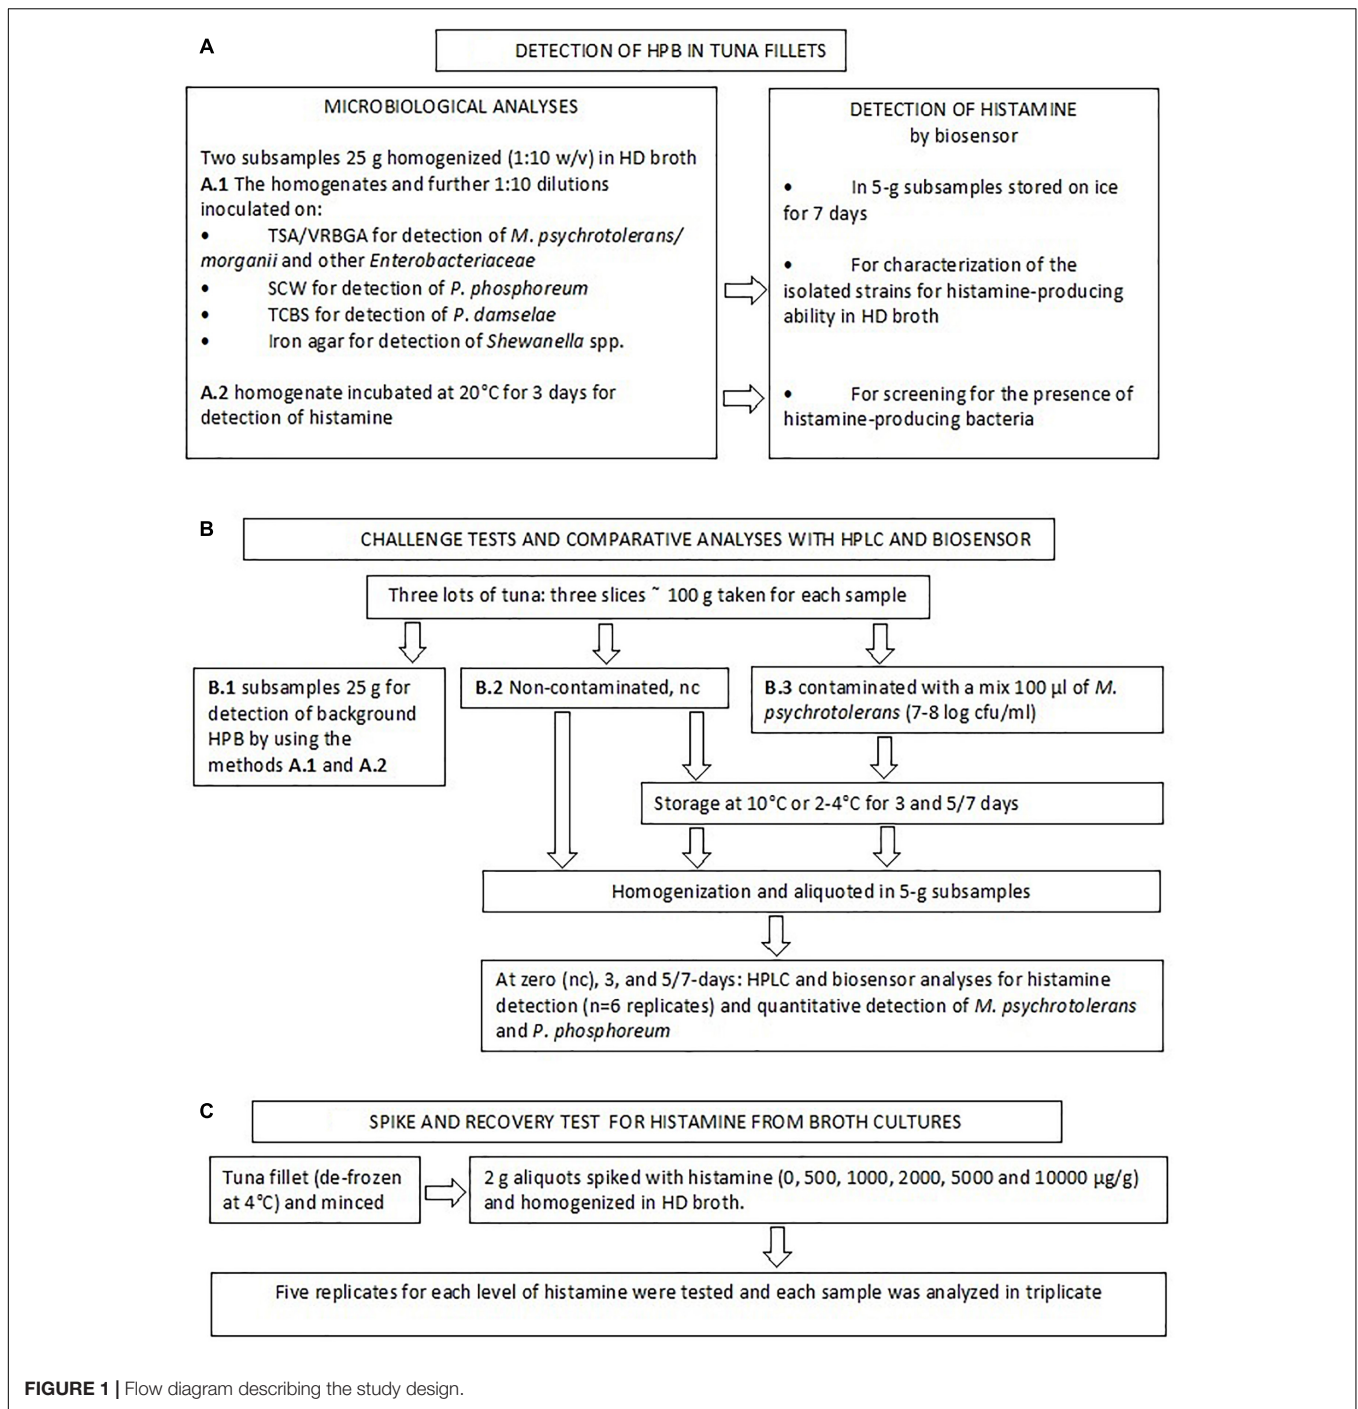 A
DETECTION OF HPB IN TUNA FILLETS
MICROBIOLOGICAL ANALYSES
Two subsamples 25 g homogenized (1:10 w/v) in HD broth
A.1 The homogenates and further 1:10 dilutions
inoculated on:
• TSA/VRBGA for detection of M. psychrotolerans/
morganii and other Enterobacteriaceae
• SCW for detection of P. phosphoreum
• TCBS for detection of P. damselae
• Iron agar for detection of Shewanella spp.
A.2 homogenate incubated at 20°C for 3 days for
detection of histamine
DETECTION OF HISTAMINE
by biosensor
• In 5-g subsamples stored on ice
for 7 days
• For characterization of the
isolated strains for histamine-producing
ability in HD broth
• For screening for the presence of
histamine-producing bacteria
B
CHALLENGE TESTS AND COMPARATIVE ANALYSES WITH HPLC AND BIOSENSOR
Three lots of tuna: three slices ~ 100 g taken for each sample
B.1 subsamples 25 g for
detection of background
HPB by using the
methods A.1 and A.2
B.2 Non-contaminated, nc
B.3 contaminated with a mix 100 µl of M.
psychrotolerans (7-8 log cfu/ml)
Storage at 10°C or 2-4°C for 3 and 5/7 days
Homogenization and aliquoted in 5-g subsamples
At zero (nc), 3, and 5/7-days: HPLC and biosensor analyses for histamine
detection (n=6 replicates) and quantitative detection of M. psychrotolerans
and P. phosphoreum
C
SPIKE AND RECOVERY TEST FOR HISTAMINE FROM BROTH CULTURES
Tuna fillet (de-frozen
at 4°C) and minced
2 g aliquots spiked with histamine (0, 500, 1000, 2000, 5000 and 10000 µg/g)
and homogenized in HD broth.
Five replicates for each level of histamine were tested and each sample was analyzed in triplicate
FIGURE 1 | Flow diagram describing the study design.